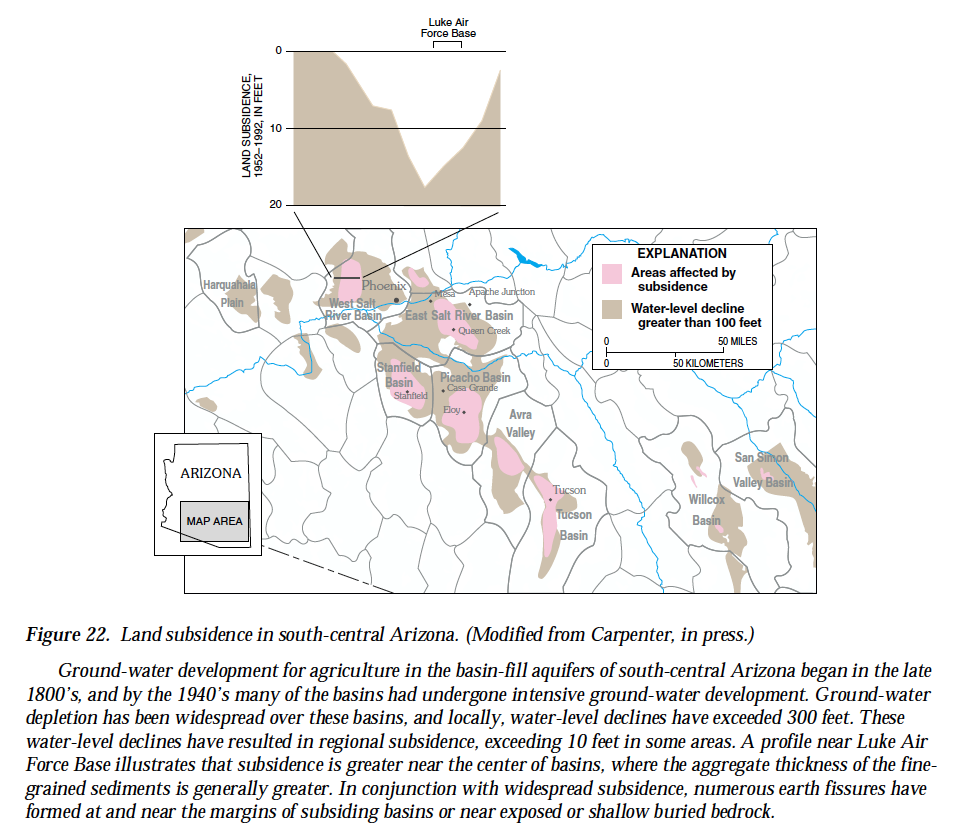 Luke Air
Force Base
LAND SUBSIDENCE,
1952–1992, IN FEET
0
10
20
EXPLANATION
Areas affected by
subsidence
Water-level decline
greater than 100 feet
0 50 MILES
0 50 KILOMETERS
Harquahala
Plain
Phoenix
West Salt
River Basin
Mesa
Apache Junction
East Salt River Basin
Queen Creek
Stanfield
Basin
Stanfield
Picacho Basin
Casa Grande
Eloy
Avra
Valley
Tucson
Tucson
Basin
San Simon
Valley Basin
Willcox
Basin
ARIZONA
MAP AREA
Figure 22. Land subsidence in south-central Arizona. (Modified from Carpenter, in press.)
Ground-water development for agriculture in the basin-fill aquifers of south-central Arizona began in the late
1800's, and by the 1940's many of the basins had undergone intensive ground-water development. Ground-water
depletion has been widespread over these basins, and locally, water-level declines have exceeded 300 feet. These
water-level declines have resulted in regional subsidence, exceeding 10 feet in some areas. A profile near Luke Air
Force Base illustrates that subsidence is greater near the center of basins, where the aggregate thickness of the fine-
grained sediments is generally greater. In conjunction with widespread subsidence, numerous earth fissures have
formed at and near the margins of subsiding basins or near exposed or shallow buried bedrock.